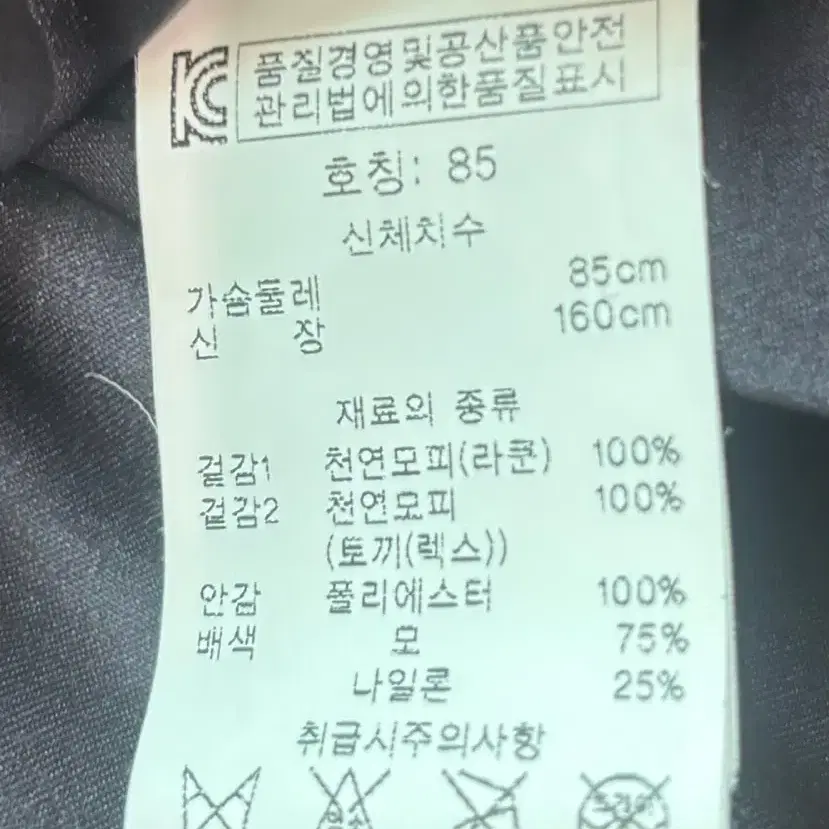 품질경영및공산품안전
관리법에의한품질표시
호칭: 85
신체치수
가슴둘레 85cm
신 장 160cm
재료의 종류
겉감1 천연모피(라쿤) 100%
겉감2 천연모피 100%
(토끼(렉스))
안감 폴리에스터 100%
배색 모 75%
나일론 25%
취급시주의사항